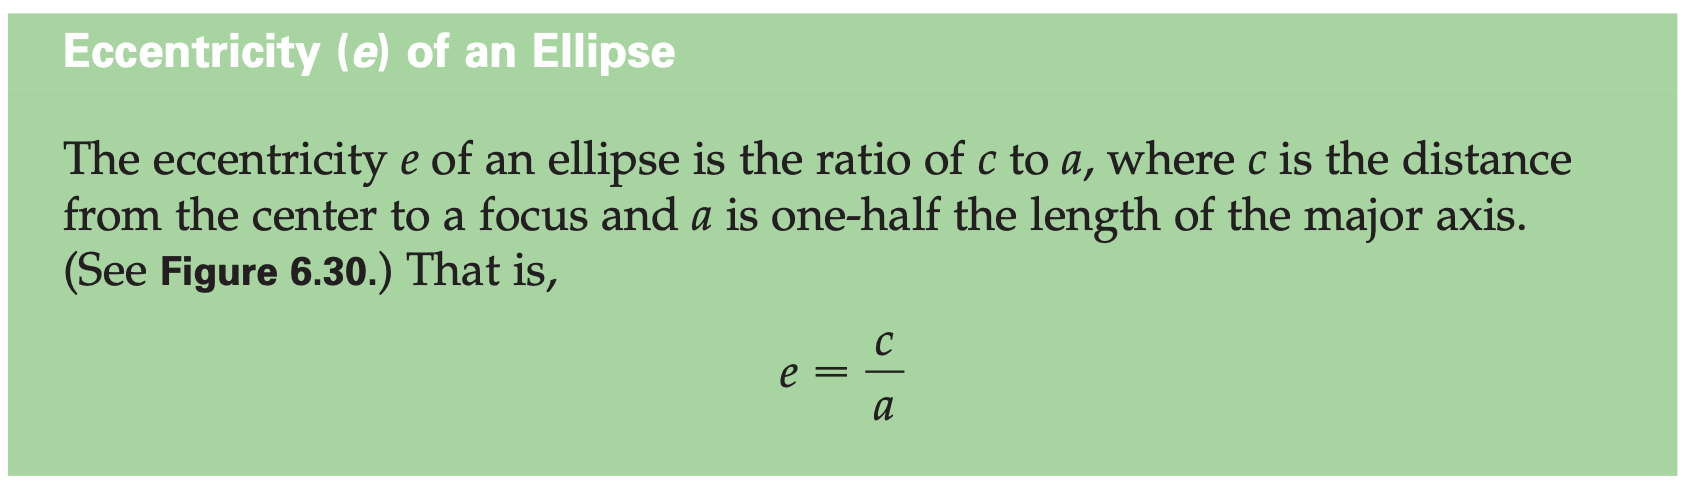 Eccentricity (e) of an Ellipse
The eccentricity e of an ellipse is the ratio of c to a, where c is the distance
from the center to a focus and a is one-half the length of the major axis.
(See Figure 6.30.) That is,
e = c/a